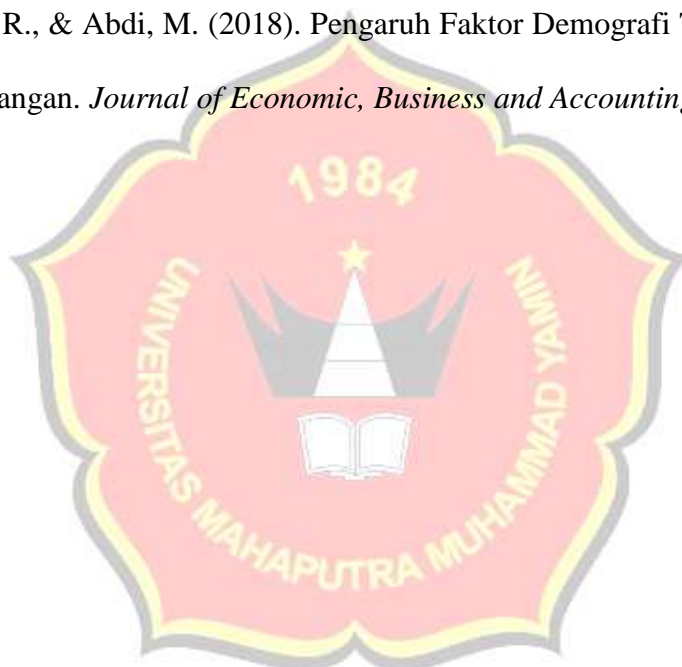 R., & Abdi, M. (2018). Pengaruh Faktor Demografi
angan. Journal of Economic, Business and Accounting
1984
UNIVERSITAS MAHAPUTRA MUHAMMAD YAMIN